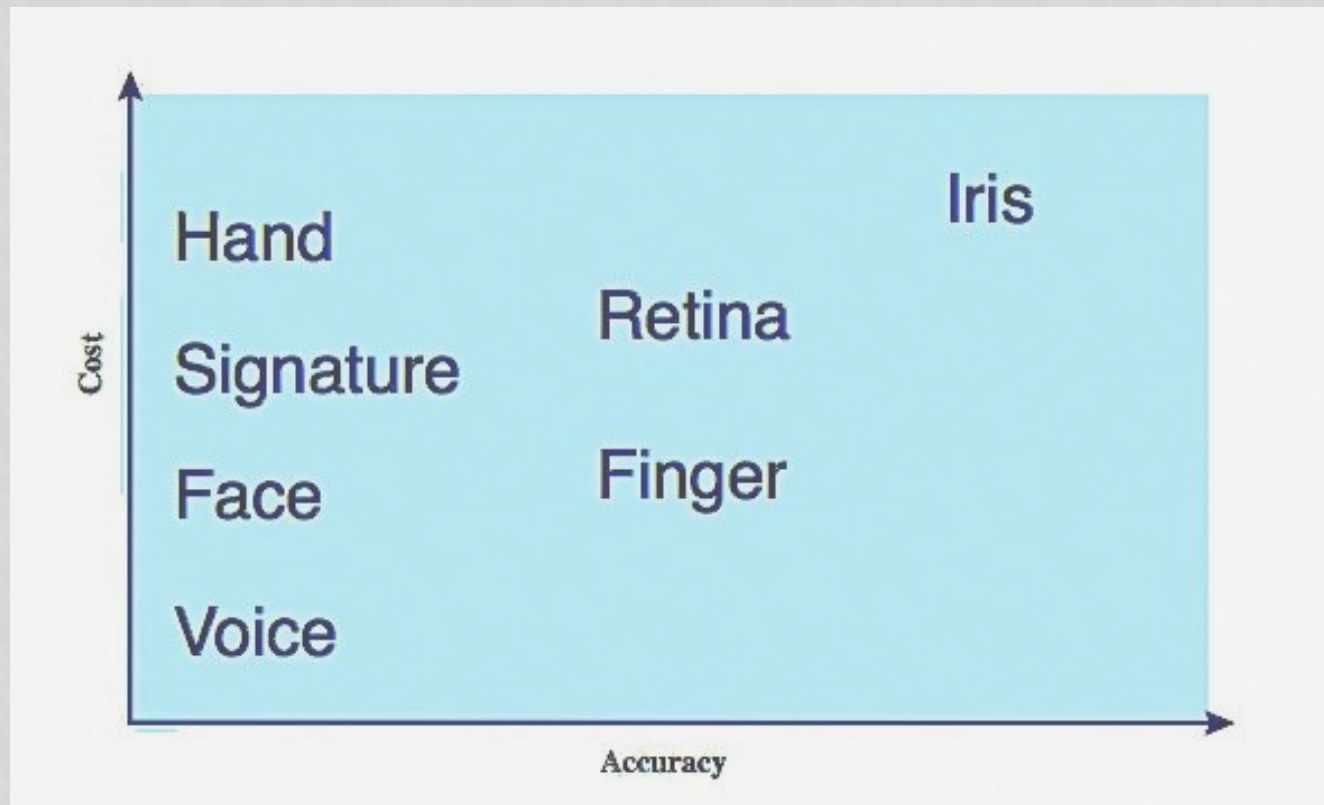 Iris
Hand
Retina
Signature
Cost
Finger
Face
Voice
Accuracy